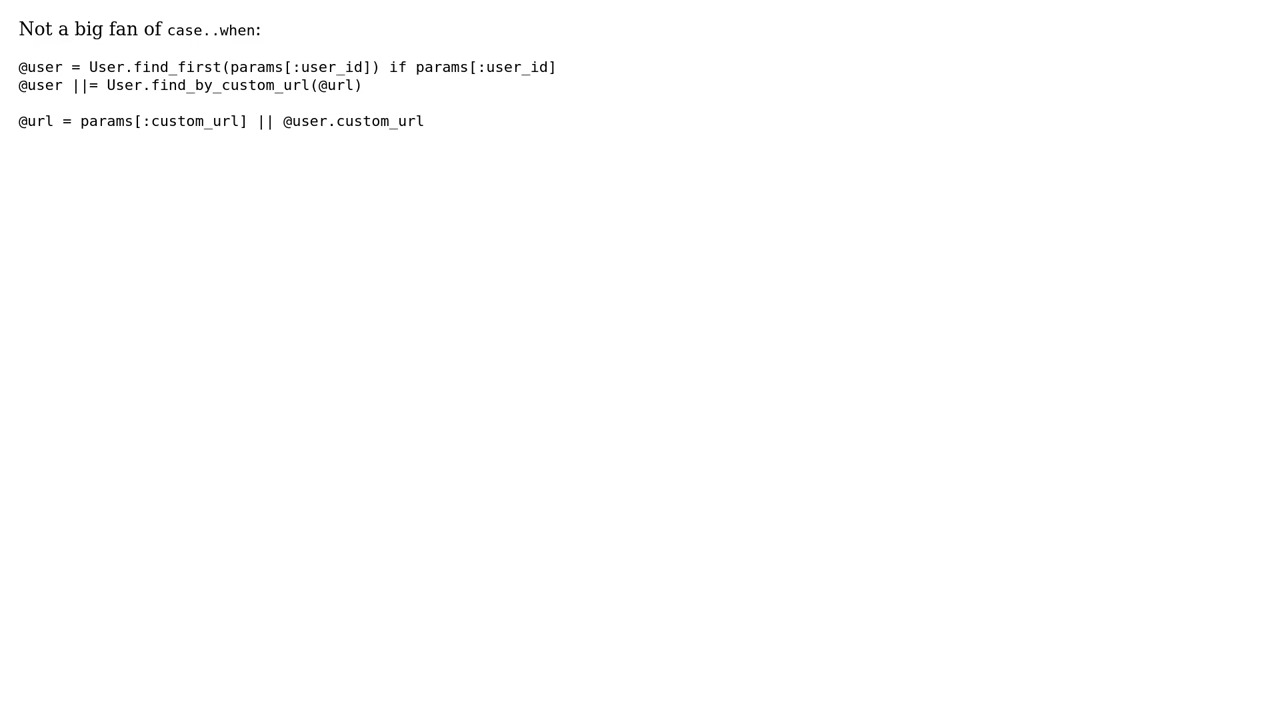 Not a big fan of case..when:
@user = User.find_first(params[:user_id]) if params[:user_id]
@user ||= User.find_by_custom_url(@url)
@url = params[:custom_url] || @user.custom_url